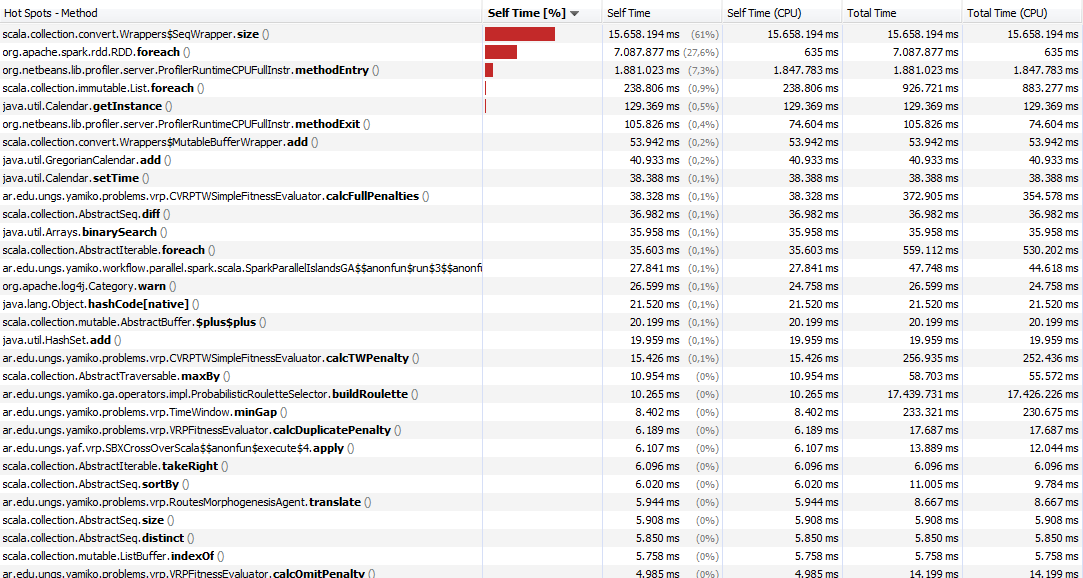 Hot Spots - Method Self Time [%] Self Time Self Time (CPU) Total Time Total Time (CPU)
scala.collection.convert.Wrappers$SeqWrapper.size () 15.658.194 ms (61%) 15.658.194 ms 15.658.194 ms 15.658.194 ms
org.apache.spark.rdd.RDD.foreach () 7.087.877 ms (27,6%) 635 ms 7.087.877 ms 635 ms
org.netbeans.lib.profiler.server.ProfilerRuntimeCPUFullInstr.methodEntry () 1.881.023 ms (7,3%) 1.847.783 ms 1.881.023 ms 1.847.783 ms
scala.collection.immutable.List.foreach () 238.806 ms (0,9%) 238.806 ms 926.721 ms 883.277 ms
java.util.Calendar.getInstance () 129.369 ms (0,5%) 129.369 ms 129.369 ms 129.369 ms
org.netbeans.lib.profiler.server.ProfilerRuntimeCPUFullInstr.methodExit () 105.826 ms (0,4%) 74.604 ms 105.826 ms 74.604 ms
scala.collection.convert.Wrappers$MutableBufferWrapper.add () 53.942 ms (0,2%) 53.942 ms 53.942 ms 53.942 ms
java.util.GregorianCalendar.add () 40.933 ms (0,2%) 40.933 ms 40.933 ms 40.933 ms
java.util.Calendar.setTime () 38.388 ms (0,1%) 38.388 ms 38.388 ms 38.388 ms
ar.edu.ungs.yamiko.problems.vrp.CVRPTWSimpleFitnessEvaluator.calcFullPenalties () 38.328 ms (0,1%) 38.328 ms 372.905 ms 354.578 ms
scala.collection.AbstractSeq.diff () 36.982 ms (0,1%) 36.982 ms 36.982 ms 36.982 ms
java.util.Arrays.binarySearch () 35.958 ms (0,1%) 35.958 ms 35.958 ms 35.958 ms
scala.collection.AbstractIterable.foreach () 35.603 ms (0,1%) 35.603 ms 559.112 ms 530.202 ms
ar.edu.ungs.yamiko.workflow.parallel.spark.scala.SparkParallelIslandsGA$$anonfun$run$3$$anonf 27.841 ms (0,1%) 27.841 ms 47.748 ms 44.618 ms
org.apache.log4j.Category.warn () 26.599 ms (0,1%) 24.758 ms 26.599 ms 24.758 ms
java.lang.Object.hashCode[native] () 21.520 ms (0,1%) 21.520 ms 21.520 ms 21.520 ms
scala.collection.mutable.AbstractBuffer.$plus$plus () 20.199 ms (0,1%) 20.199 ms 20.199 ms 20.199 ms
java.util.HashSet.add () 19.959 ms (0,1%) 19.959 ms 19.959 ms 19.959 ms
ar.edu.ungs.yamiko.problems.vrp.CVRPTWSimpleFitnessEvaluator.calcTWPenalty () 15.426 ms (0,1%) 15.426 ms 256.935 ms 252.436 ms
scala.collection.AbstractTraversable.maxBy () 10.954 ms (0%) 10.954 ms 58.703 ms 55.572 ms
ar.edu.ungs.yamiko.ga.operators.impl.ProbabilisticRouletteSelector.buildRoulette () 10.265 ms (0%) 10.265 ms 17.439.731 ms 17.426.226 ms
ar.edu.ungs.yamiko.problems.vrp.TimeWindow.minGap () 8.402 ms (0%) 8.402 ms 233.321 ms 230.675 ms
ar.edu.ungs.yamiko.problems.vrp.VRPFitnessEvaluator.calcDuplicatePenalty () 6.189 ms (0%) 6.189 ms 17.687 ms 17.687 ms
ar.edu.ungs.yaf.vrp.SBXCrossOverScala$$anonfun$execute$4.apply () 6.107 ms (0%) 6.107 ms 13.889 ms 12.044 ms
scala.collection.AbstractIterable.takeRight () 6.096 ms (0%) 6.096 ms 6.096 ms 6.096 ms
scala.collection.AbstractSeq.sortBy () 6.020 ms (0%) 6.020 ms 11.005 ms 9.784 ms
ar.edu.ungs.yamiko.problems.vrp.RoutesMorphogenesisAgent.translate () 5.944 ms (0%) 5.944 ms 8.667 ms 8.667 ms
scala.collection.AbstractSeq.size () 5.908 ms (0%) 5.908 ms 5.908 ms 5.908 ms
scala.collection.AbstractSeq.distinct () 5.850 ms (0%) 5.850 ms 5.850 ms 5.850 ms
scala.collection.mutable.ListBuffer.indexOf () 5.758 ms (0%) 5.758 ms 5.758 ms 5.758 ms
ar.edu.ungs.yamiko.problems.vrp.VRPFitnessEvaluator.calcOmitPenalty () 4.985 ms (0%) 4.985 ms 14.199 ms 14.199 ms